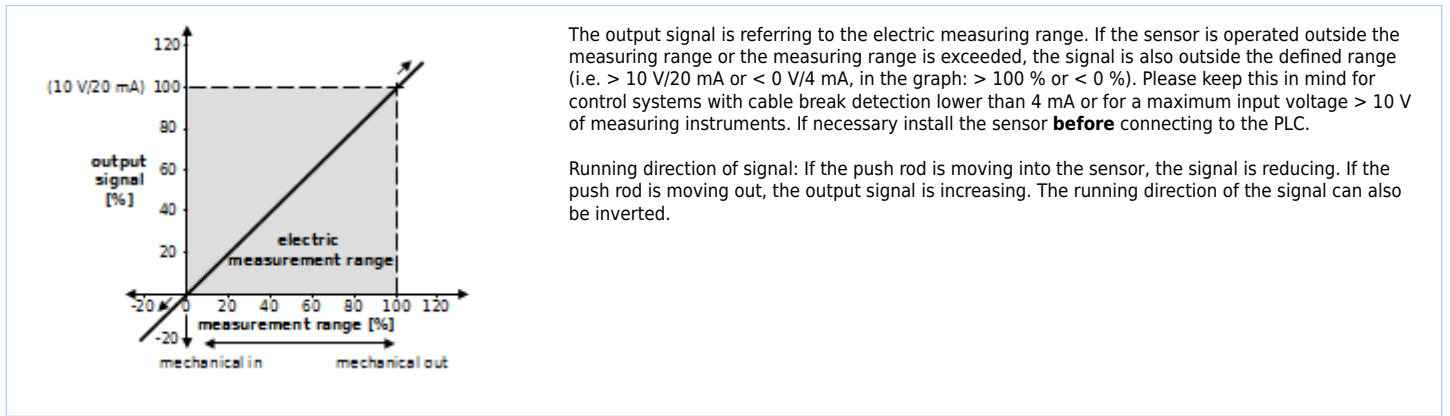 120
(10 V/20 mA) 100
80
output
signal
[%]
60
40
20
electric
measurement range
-20 0 20 40 60 80 100 120
measurement range [%]
-20
mechanical in mechanical out
The output signal is referring to the electric measuring range. If the sensor is operated outside the
measuring range or the measuring range is exceeded, the signal is also outside the defined range
(i.e. > 10 V/20 mA or < 0 V/4 mA, in the graph: > 100 % or < 0 %). Please keep this in mind for
control systems with cable break detection lower than 4 mA or for a maximum input voltage > 10 V
of measuring instruments. If necessary install the sensor before connecting to the PLC.
Running direction of signal: If the push rod is moving into the sensor, the signal is reducing. If the
push rod is moving out, the output signal is increasing. The running direction of the signal can also
be inverted.